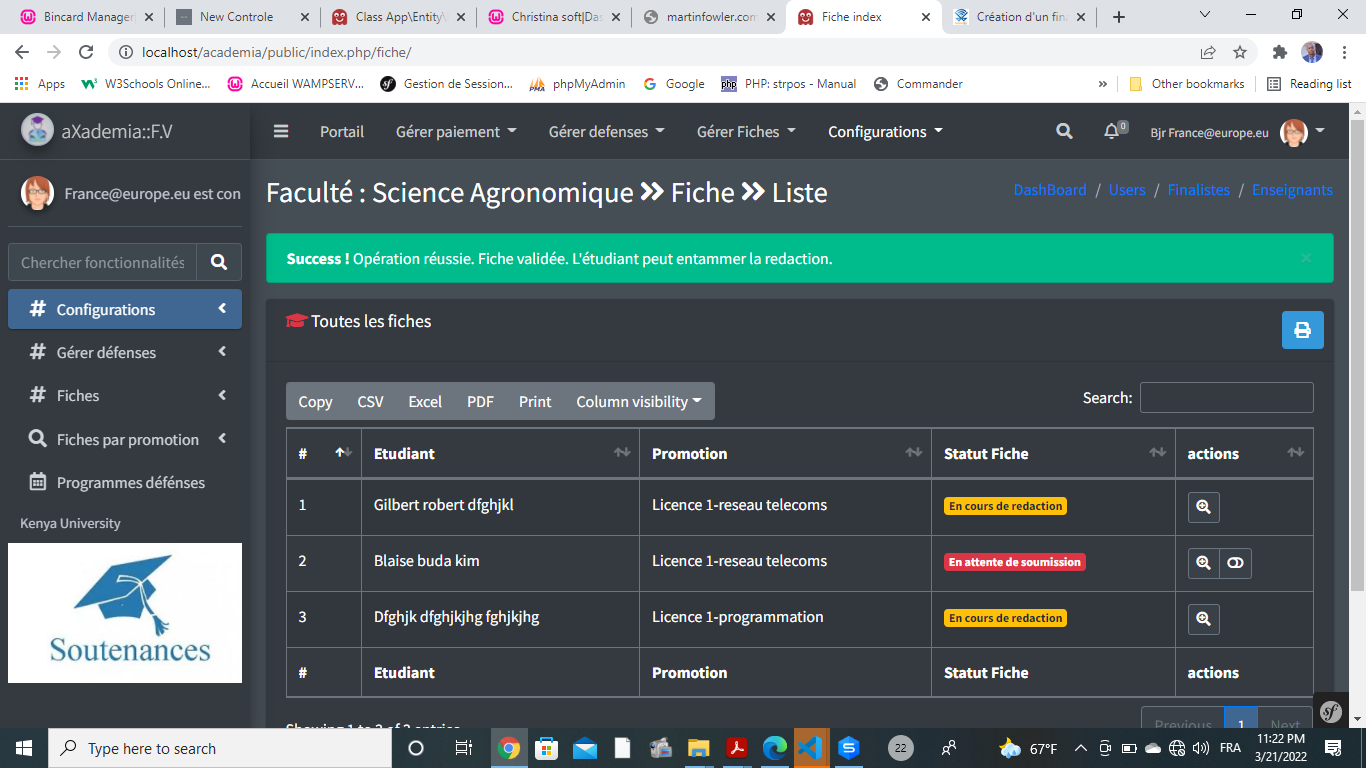 Bincard Manager
New Controle
Class App\Entity\
Christina soft|Das
martinfowler.com
Fiche index
Création d'un fina
localhost/academia/public/index.php/fiche/
Apps
W3Schools Online...
Accueil WAMPSERV...
Gestion de Session...
phpMyAdmin
Google
PHP: strpos - Manual
Commander
»
Other bookmarks
Reading list
aXademia::F.V
Portail
Gérer paiement
Gérer defenses
Gérer Fiches
Configurations
0
Bjr France@europe.eu
France@europe.eu est con
Faculté : Science Agronomique » Fiche » Liste
DashBoard / Users / Finalistes / Enseignants
Chercher fonctionnalités
Success ! Opération réussie. Fiche validée. L'étudiant peut entammer la redaction. ×
# Configurations
# Gérer défenses
# Fiches
Fiches par promotion
Programmes défénses
Kenya University
Soutenances
Toutes les fiches
Copy CSV Excel PDF Print Column visibility
Search:
# Etudiant Promotion Statut Fiche actions
1 Gilbert robert dfghjkl Licence 1-reseau telecoms En cours de redaction
2 Blaise buda kim Licence 1-reseau telecoms En attente de soumission
3 Dfghjk dfghjkjhg fghjkjhg Licence 1-programmation En cours de redaction
# Etudiant Promotion Statut Fiche actions
Showing 1 to 3 of 3 entries
Previous 1 Next
sf
Type here to search
22
67°F
FRA
11:22 PM
3/21/2022